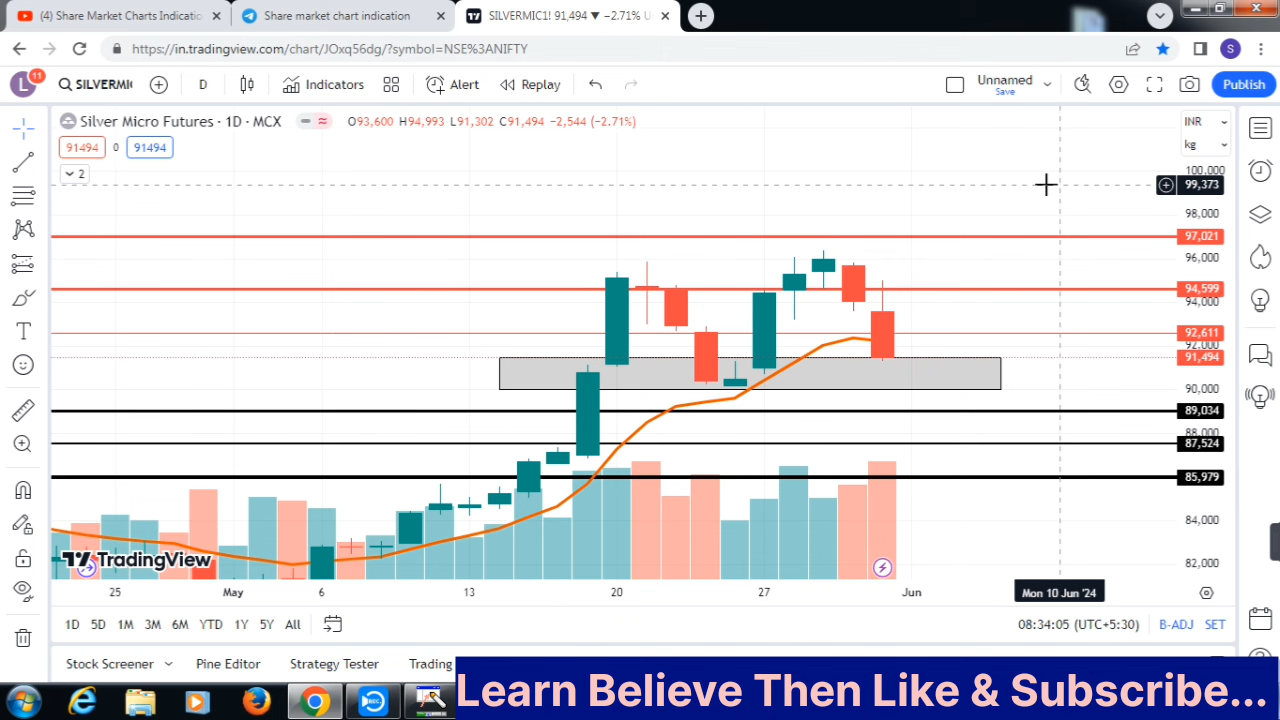 (4) Share Market Charts Indicatio
Share market chart indication
SILVERMIC1! 91,494 ▼ −2.71% U
https://in.tradingview.com/chart/JOxq56dg/?symbol=NSE%3ANIFTY
S
L
11
SILVERMI
D
Indicators
Alert
Replay
Unnamed
Save
Publish
Silver Micro Futures · 1D · MCX
O93,600 H94,993 L91,302 C91,494 −2,544 (−2.71%)
INR
kg
91494
0
91494
2
100,000
99,373
98,000
97,021
96,000
94,599
94,000
92,611
92,000
91,494
90,000
89,034
88,000
87,524
85,979
84,000
82,000
TradingView
25
May
6
13
20
27
Jun
Mon 10 Jun '24
1D
5D
1M
3M
6M
YTD
1Y
5Y
All
08:34:05 (UTC+5:30)
B-ADJ
SET
Stock Screener
Pine Editor
Strategy Tester
Trading
Learn Believe Then Like & Subscribe...